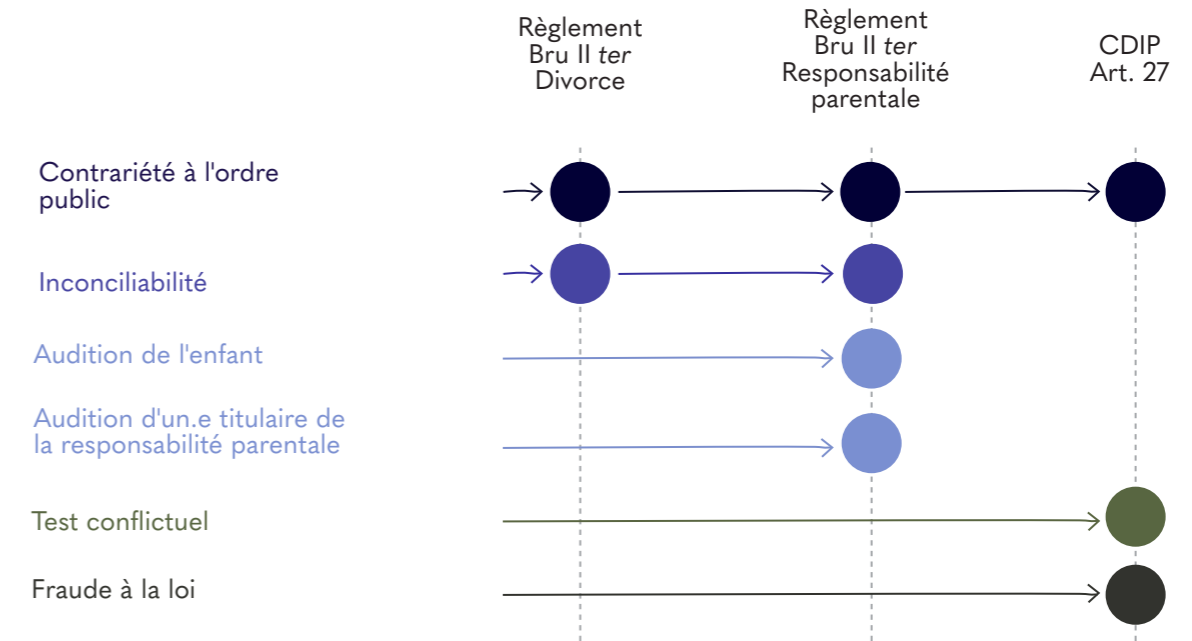 Règlement
Bru II ter
Divorce
Règlement
Bru II ter
Responsabilité
parentale
CDIP
Art. 27
Contrariété à l'ordre
public
Inconciliabilité
Audition de l'enfant
Audition d'un.e titulaire de
la responsabilité parentale
Test conflictuel
Fraude à la loi